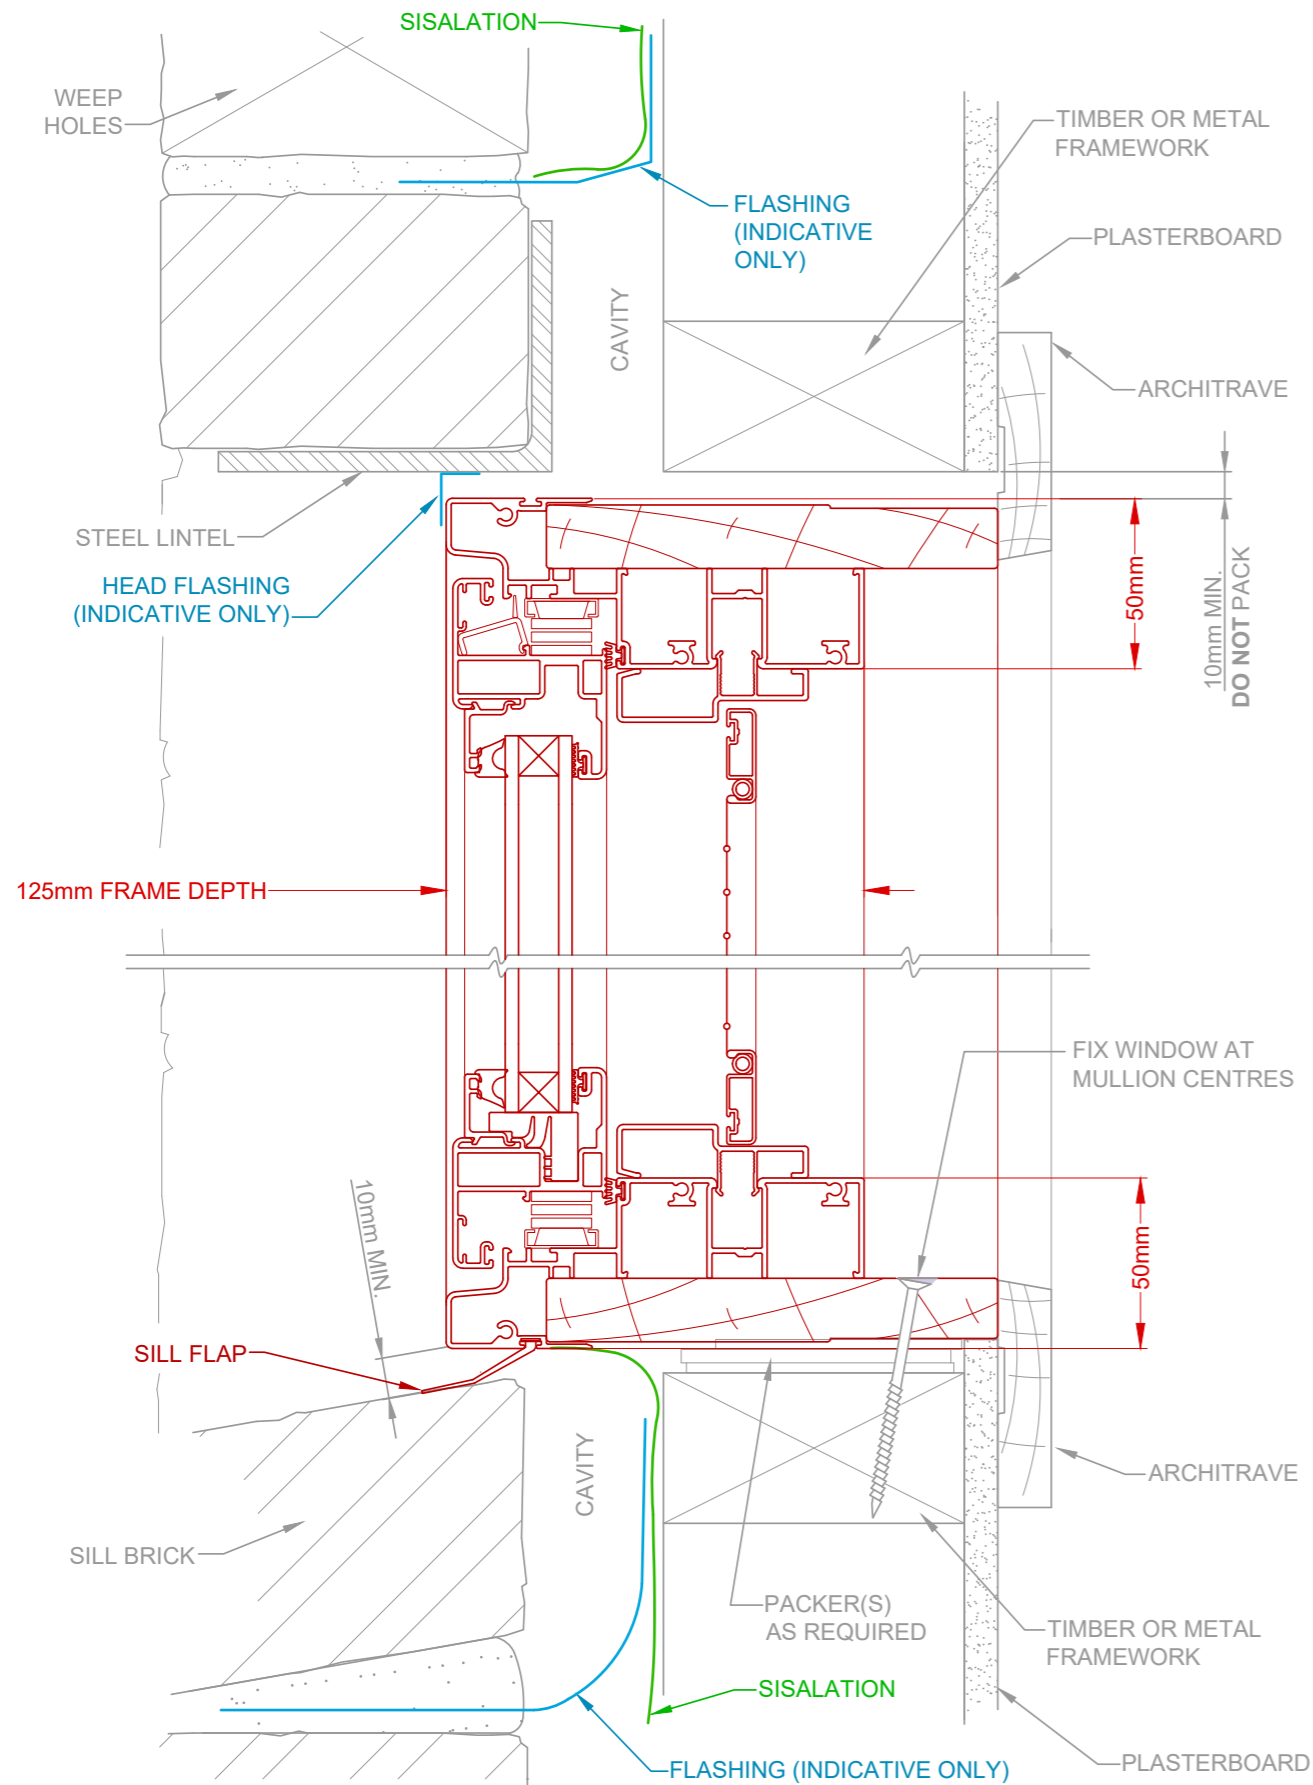 SISALATION
WEEP
HOLES
TIMBER OR METAL
FRAMEWORK
FLASHING
(INDICATIVE
ONLY)
PLASTERBOARD
CAVITY
ARCHITRAVE
STEEL LINTEL
HEAD FLASHING
(INDICATIVE ONLY)
50mm
10mm MIN.
DO NOT PACK
125mm FRAME DEPTH
FIX WINDOW AT
MULLION CENTRES
10mm MIN.
50mm
SILL FLAP
CAVITY
ARCHITRAVE
SILL BRICK
PACKER(S)
AS REQUIRED
TIMBER OR METAL
FRAMEWORK
SISALATION
FLASHING (INDICATIVE ONLY)
PLASTERBOARD